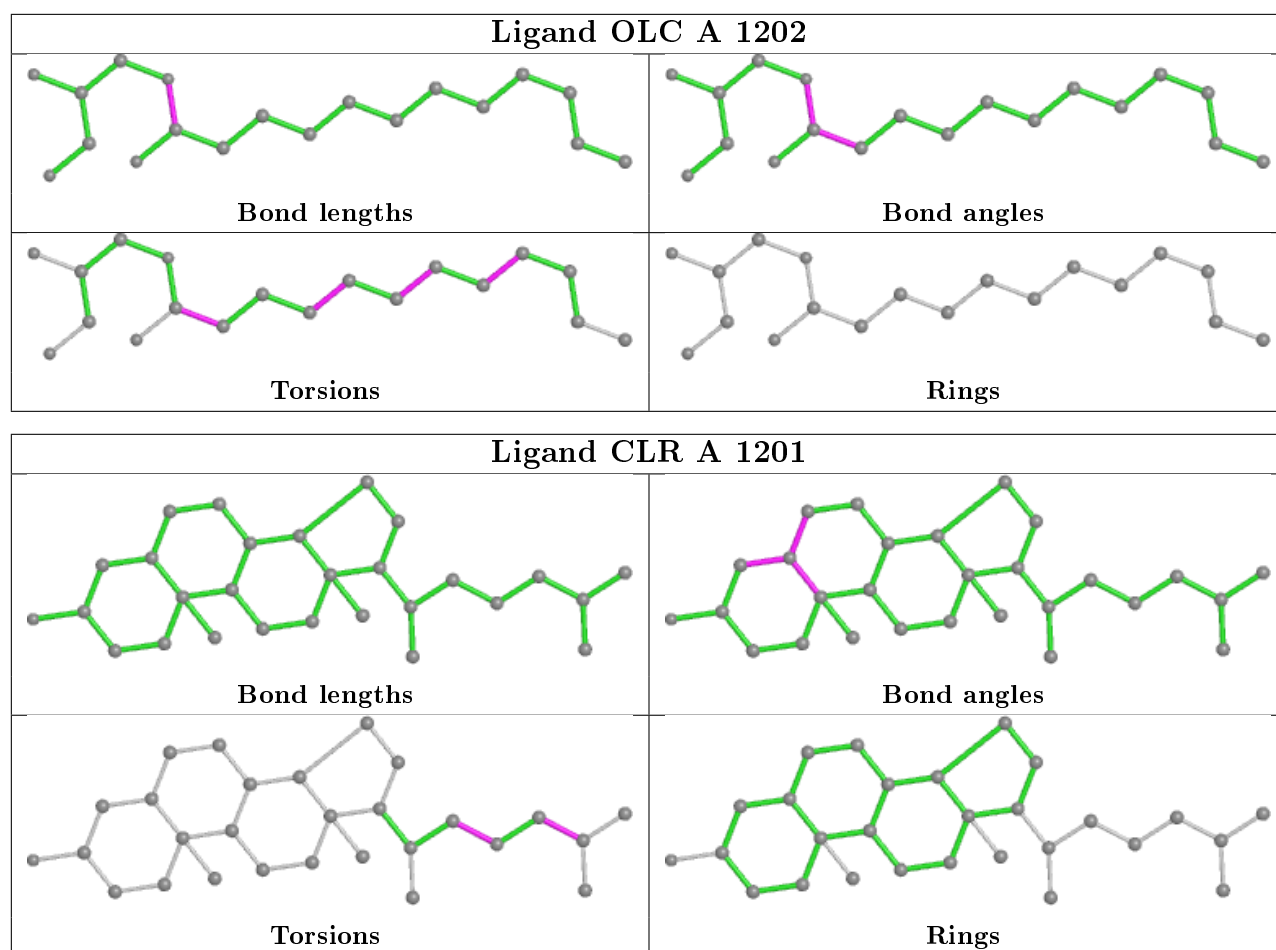 Ligand OLC A 1202
Bond lengths
Bond angles
Torsions
Rings
Ligand CLR A 1201
Bond lengths
Bond angles
Torsions
Rings